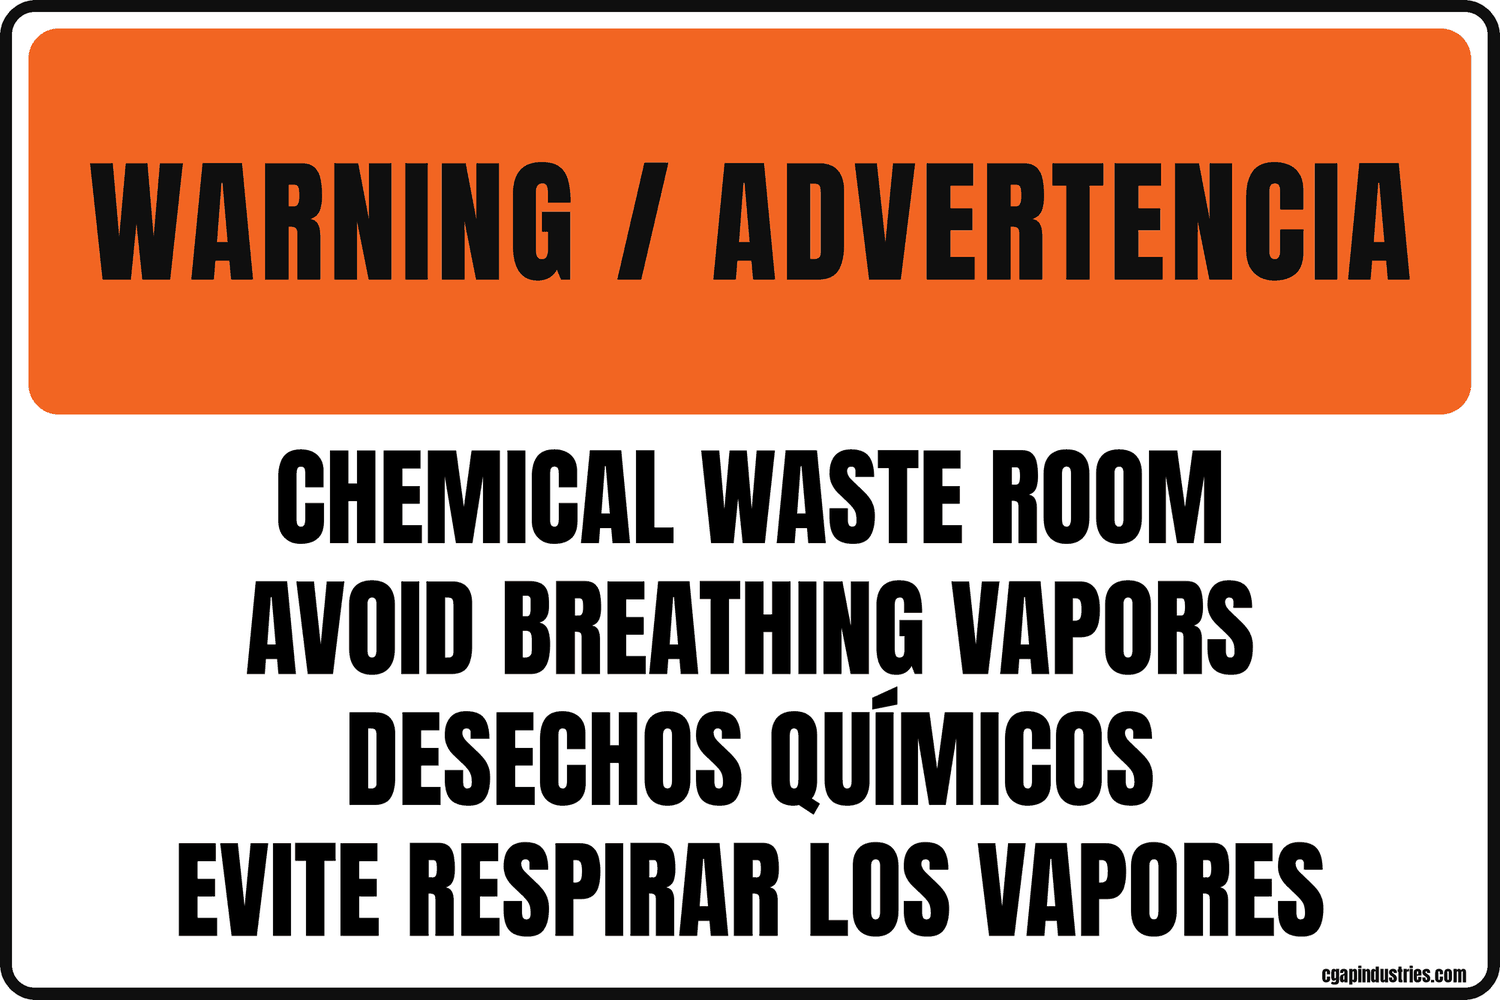 WARNING / ADVERTENCIA
CHEMICAL WASTE ROOM
AVOID BREATHING VAPORS
DESECHOS QUÍMICOS
EVITE RESPIRAR LOS VAPORES
cgapindustries.com